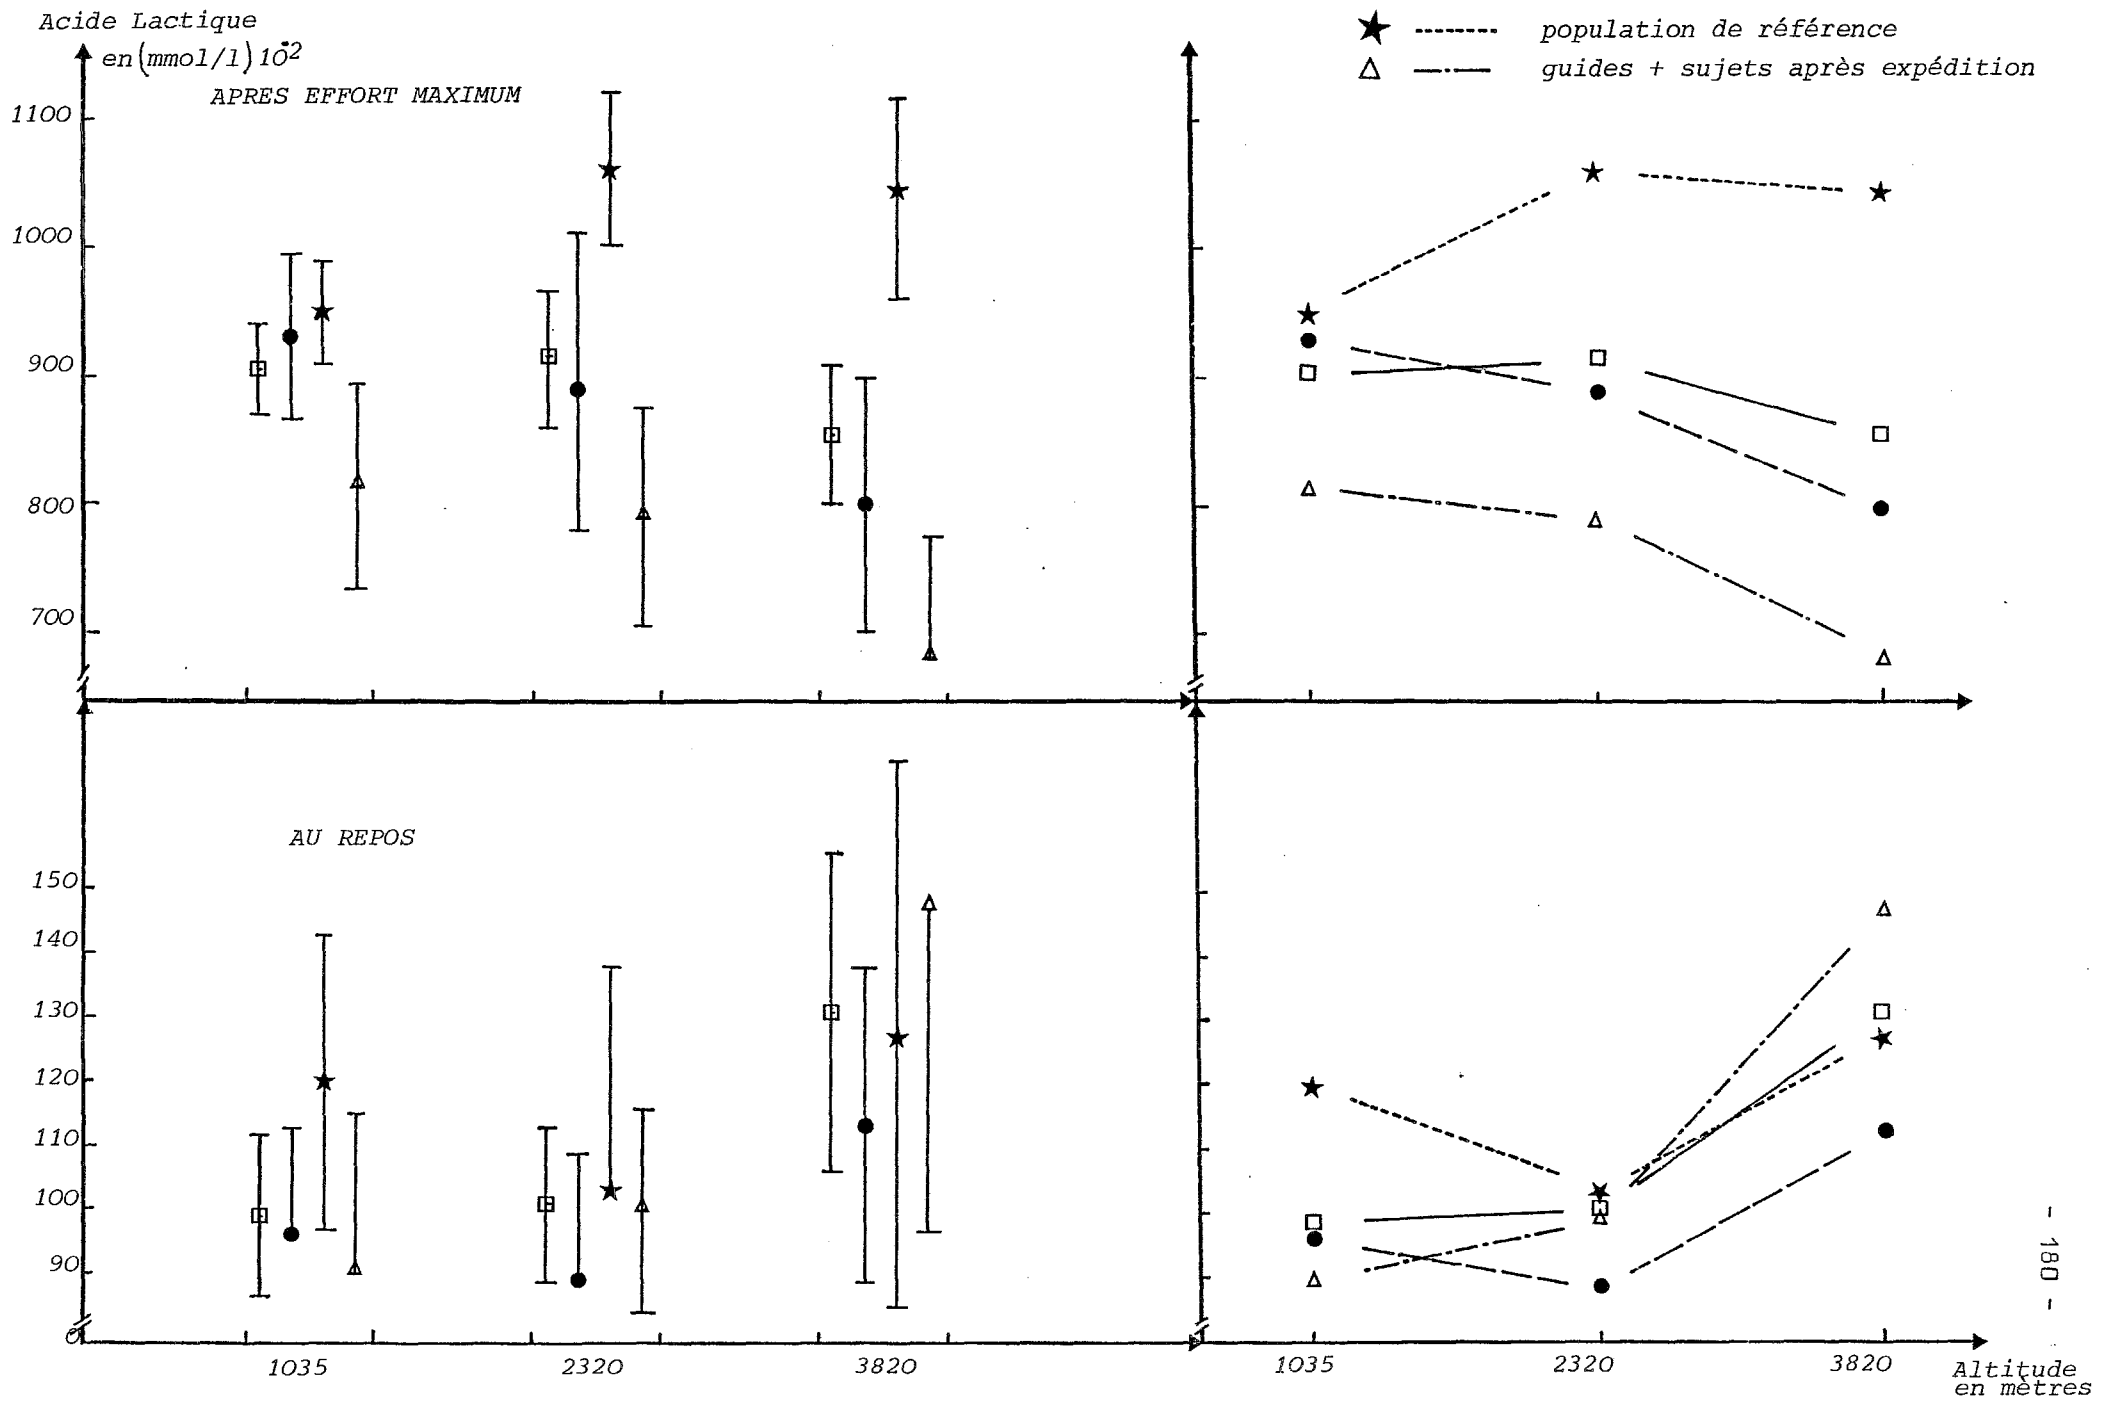 Acide Lactique
en (mmol/l) 10⁻²
APRES EFFORT MAXIMUM
1100
1000
900
800
700
population de référence
guides + sujets après expédition
AU REPOS
150
140
130
120
110
100
90
0
1035
2320
3820
1035
2320
3820
Altitude
en mètres
- 180 -